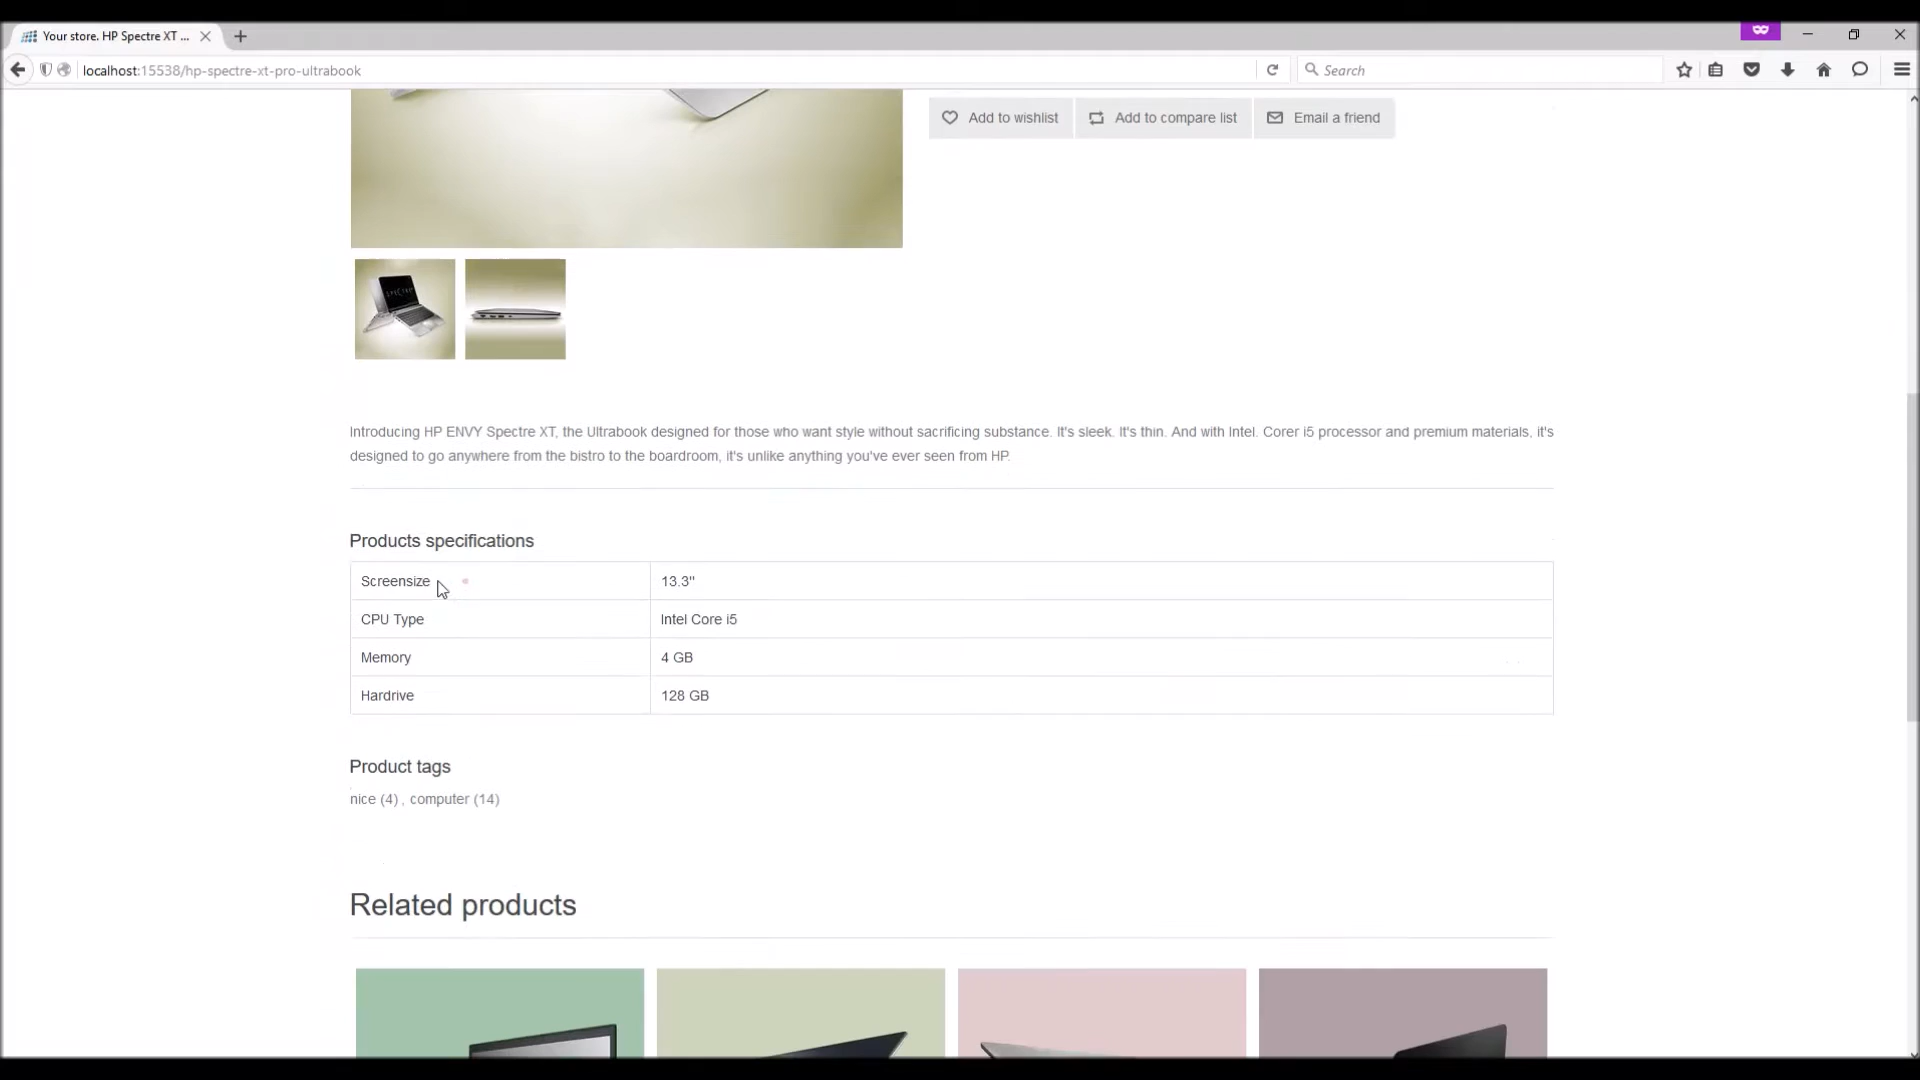 Your store. HP Spectre XT ...
localhost:15538/hp-spectre-xt-pro-ultrabook
Search
Add to wishlist
Add to compare list
Email a friend
SPECTRE
Introducing HP ENVY Spectre XT, the Ultrabook designed for those who want style without sacrificing substance. It's sleek. It's thin. And with Intel. Corer i5 processor and premium materials, it's
designed to go anywhere from the bistro to the boardroom, it's unlike anything you've ever seen from HP.
Products specifications
Screensize 13.3''
CPU Type Intel Core i5
Memory 4 GB
Hardrive 128 GB
Product tags
nice (4) , computer (14)
Related products